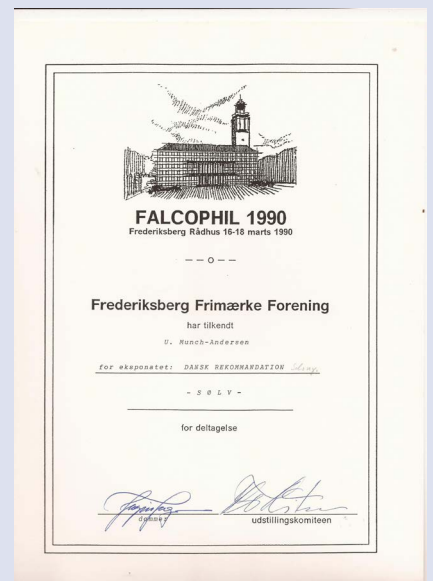 FALCOPHIL 1990
Frederiksberg Rådhus 16-18 marts 1990
— — o — —
Frederiksberg Frimærke Forening
har tilkendt
U. Munch-Andersen
for eksponatet: DANSK REKOMMANDATION
- S Ø L V -
for deltagelse
dommer
udstillingskomiteen